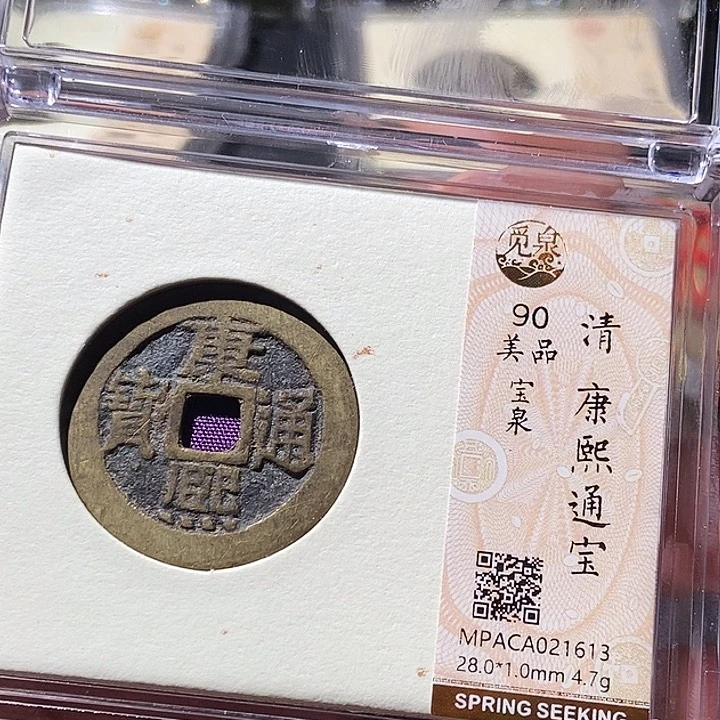 康熙通寳
觅泉
90
美品
宝泉
清 康熙通宝
MPACA021613
28.0*1.0mm 4.7g
SPRING SEEKING